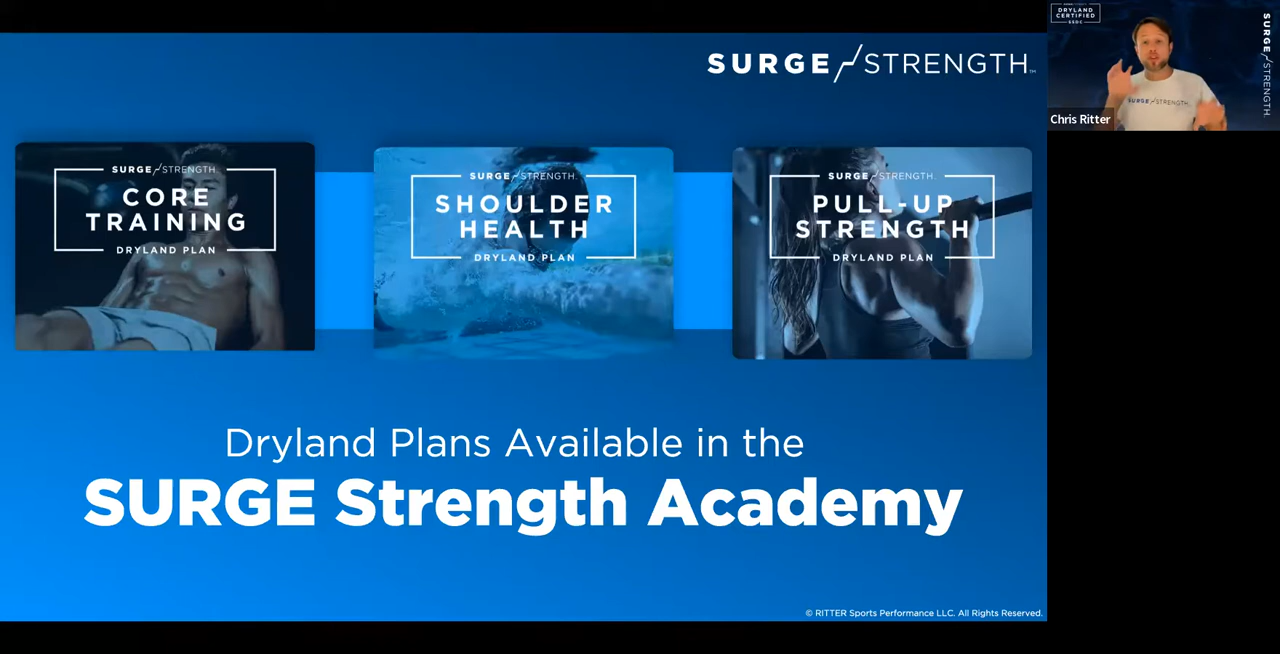 SURGE STRENGTH™
SURGE STRENGTH
CORE
TRAINING
DRYLAND PLAN
SURGE STRENGTH
SHOULDER
HEALTH
DRYLAND PLAN
SURGE STRENGTH
PULL-UP
STRENGTH
DRYLAND PLAN
Dryland Plans Available in the
SURGE Strength Academy
© RITTER Sports Performance LLC. All Rights Reserved.
DRYLAND
CERTIFIED
SURGE STRENGTH
SURGE STRENGTH
Chris Ritter